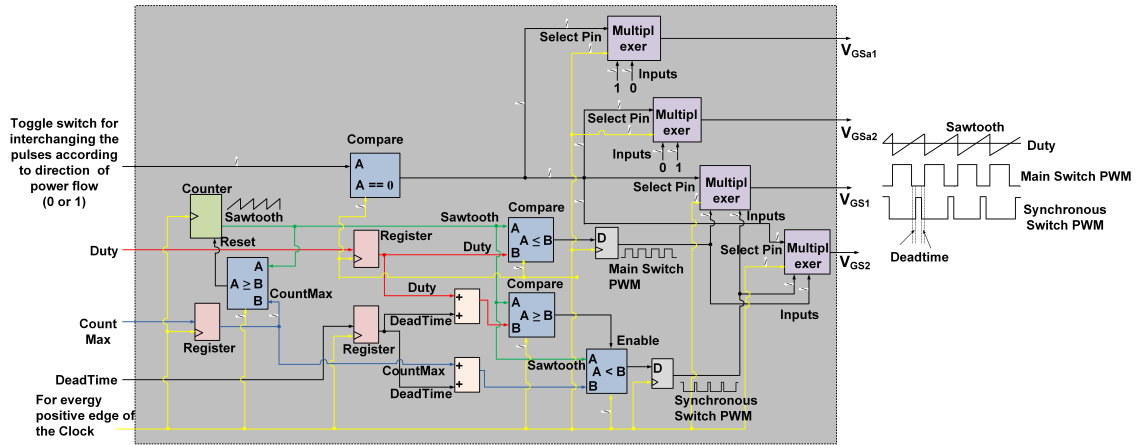 Multipl
exer
Select Pin
Inputs
1 0
V_GSa1
Multipl
exer
Select Pin
Inputs
0 1
V_GSa2
Toggle switch for
interchanging the
pulses according
to direction of
power flow
(0 or 1)
Compare
A
A == 0
Multipl
exer
Select Pin
Inputs
V_GS1
Multipl
exer
Select Pin
Inputs
V_GS2
Counter
Sawtooth
Reset
Duty
Register
Sawtooth
Duty
Compare
A
A ≤ B
B
D
Main Switch
PWM
A
A ≥ B
B
CountMax
Duty
+
+
DeadTime
Compare
A
A ≥ B
B
Count
Max
Register
Register
Enable
Sawtooth
A
A < B
B
D
CountMax
+
+
DeadTime
DeadTime
Synchronous
Switch PWM
For evergy
positive edge of
the Clock
Sawtooth
Duty
Main Switch PWM
Synchronous
Switch PWM
Deadtime